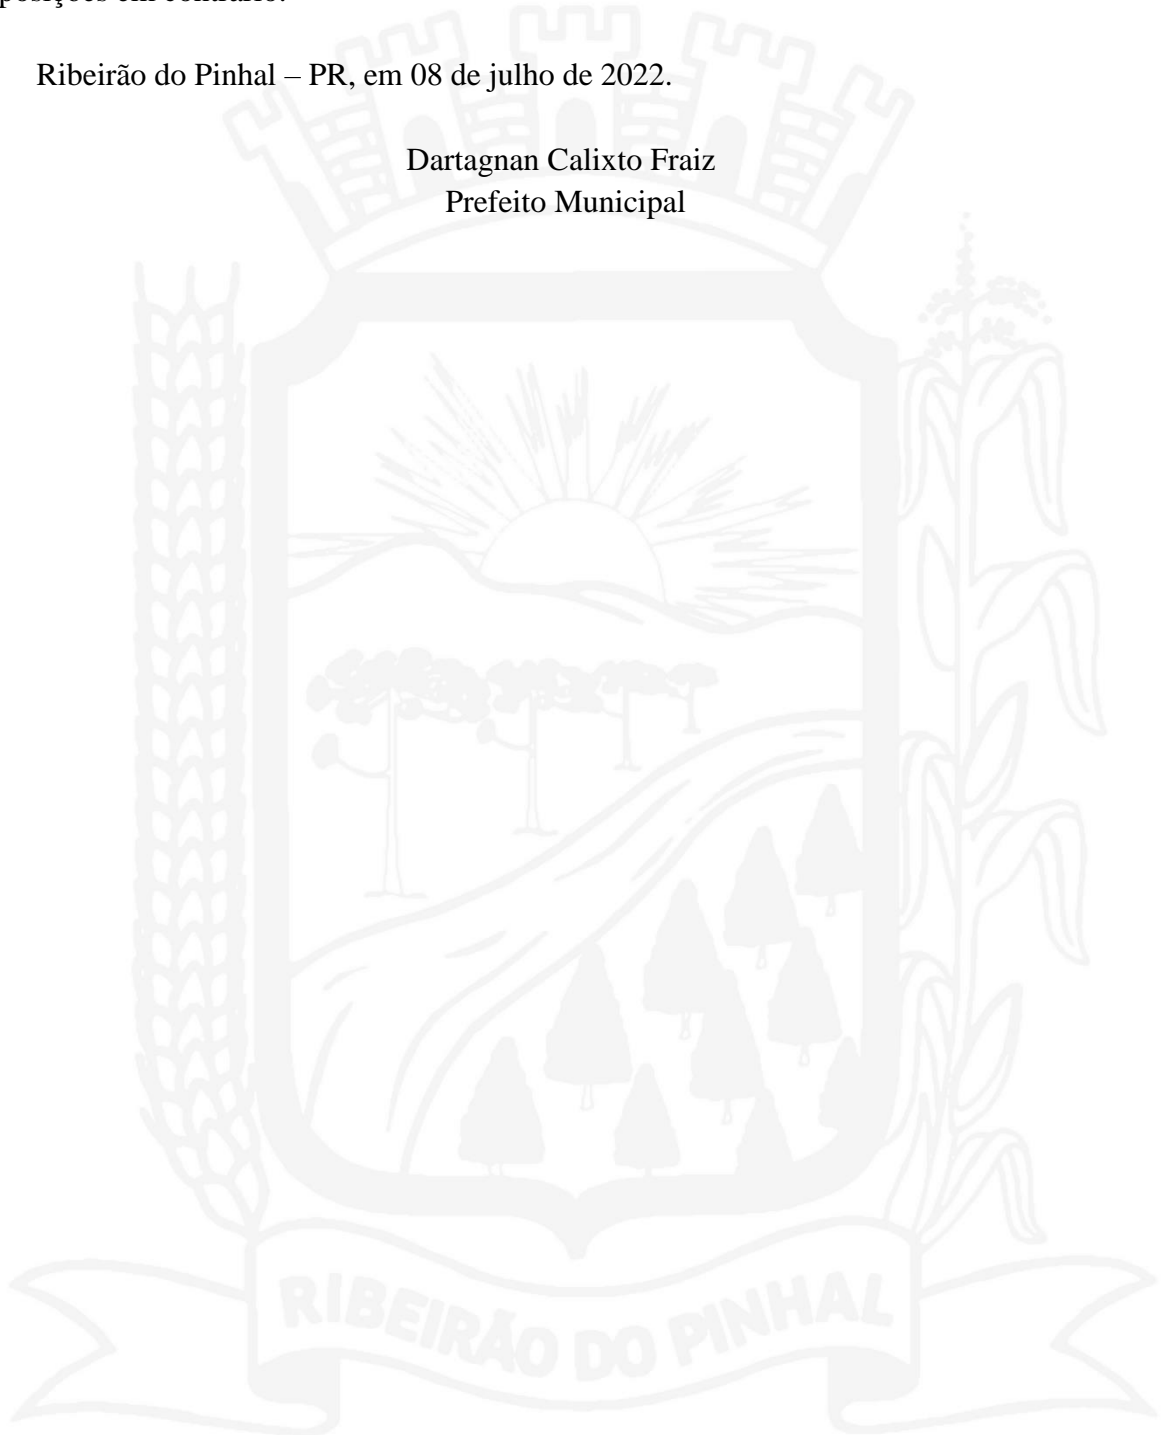 em contrário.
Ribeirão do Pinhal – PR, em 08 de julho de 2022.
Dartagnan Calixto Fraiz
Prefeito Municipal
RIBEIRÃO DO PINHAL